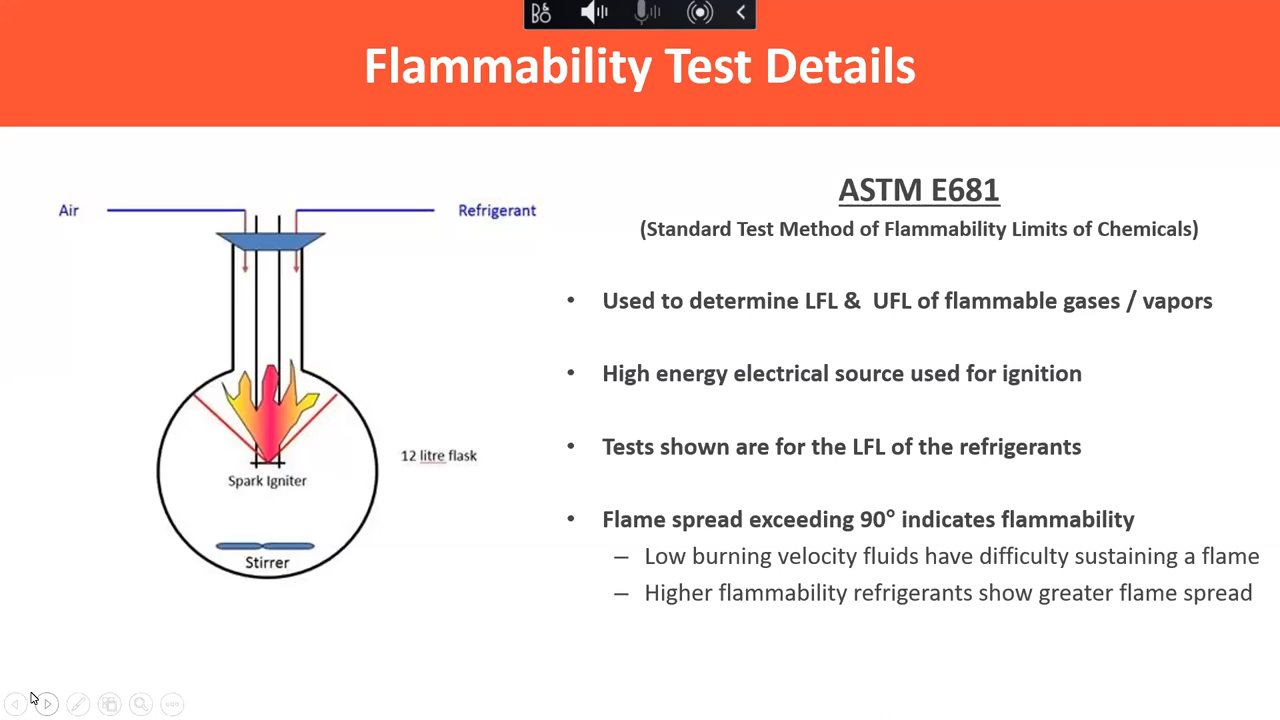 B&O
Flammability Test Details
Air
Refrigerant
12 litre flask
Spark Igniter
Stirrer
ASTM E681
(Standard Test Method of Flammability Limits of Chemicals)
• Used to determine LFL & UFL of flammable gases / vapors
• High energy electrical source used for ignition
• Tests shown are for the LFL of the refrigerants
• Flame spread exceeding 90° indicates flammability
– Low burning velocity fluids have difficulty sustaining a flame
– Higher flammability refrigerants show greater flame spread